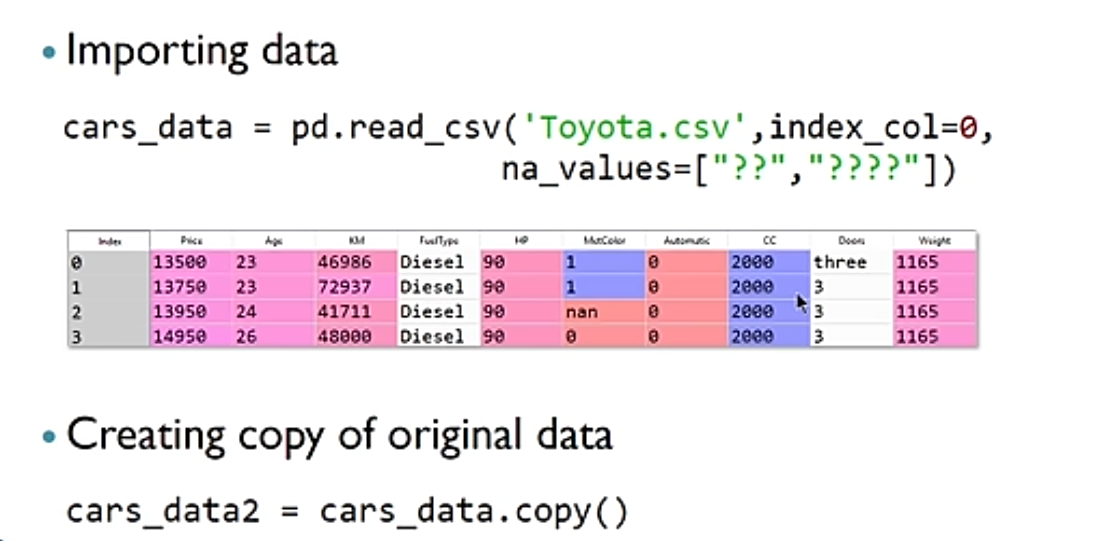 • Importing data
cars_data = pd.read_csv('Toyota.csv',index_col=0,
na_values=["??","????"])
Index Price Age KM FuelType HP MetColor Automatic CC Doors Weight
0 13500 23 46986 Diesel 90 1 0 2000 three 1165
1 13750 23 72937 Diesel 90 1 0 2000 3 1165
2 13950 24 41711 Diesel 90 nan 0 2000 3 1165
3 14950 26 48000 Diesel 90 0 0 2000 3 1165
• Creating copy of original data
cars_data2 = cars_data.copy()